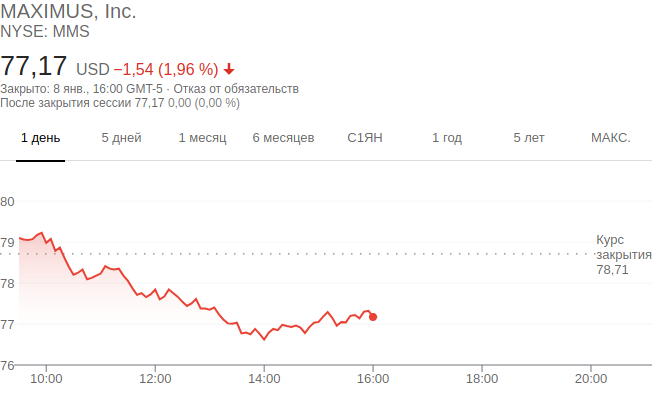 MAXIMUS, Inc.
NYSE: MMS
77,17 USD −1,54 (1,96 %)
Закрыто: 8 янв., 16:00 GMT-5 · Отказ от обязательств
После закрытия сессии 77,17 0,00 (0,00 %)
1 день 5 дней 1 месяц 6 месяцев С1ЯН 1 год 5 лет МАКС.
80
79
78
77
76
Курс
закрытия
78,71
10:00 12:00 14:00 16:00 18:00 20:00